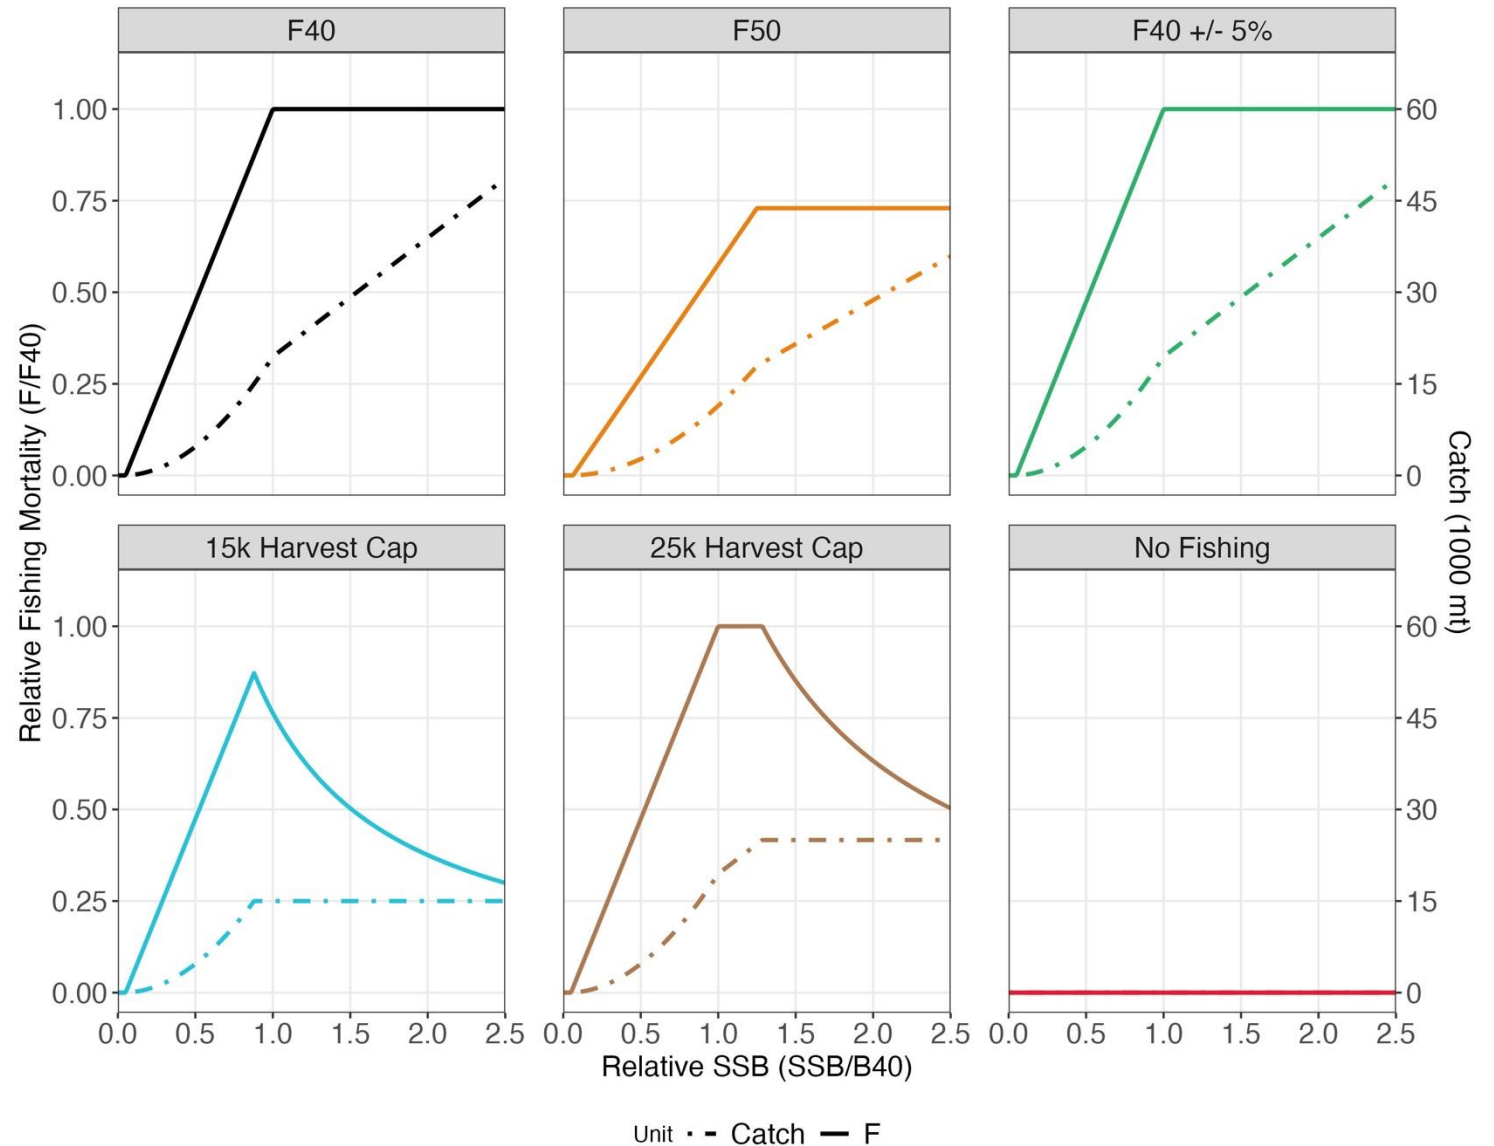 F40 F50 F40 +/- 5%
1.00 60
0.75 45
0.50 30
0.25 15
0.00 0
Relative Fishing Mortality (F/F40)
Catch (1000 mt)
15k Harvest Cap 25k Harvest Cap No Fishing
1.00 60
0.75 45
0.50 30
0.25 15
0.00 0
0.0 0.5 1.0 1.5 2.0 2.5 0.0 0.5 1.0 1.5 2.0 2.5 0.0 0.5 1.0 1.5 2.0 2.5
Relative SSB (SSB/B40)
Unit Catch F